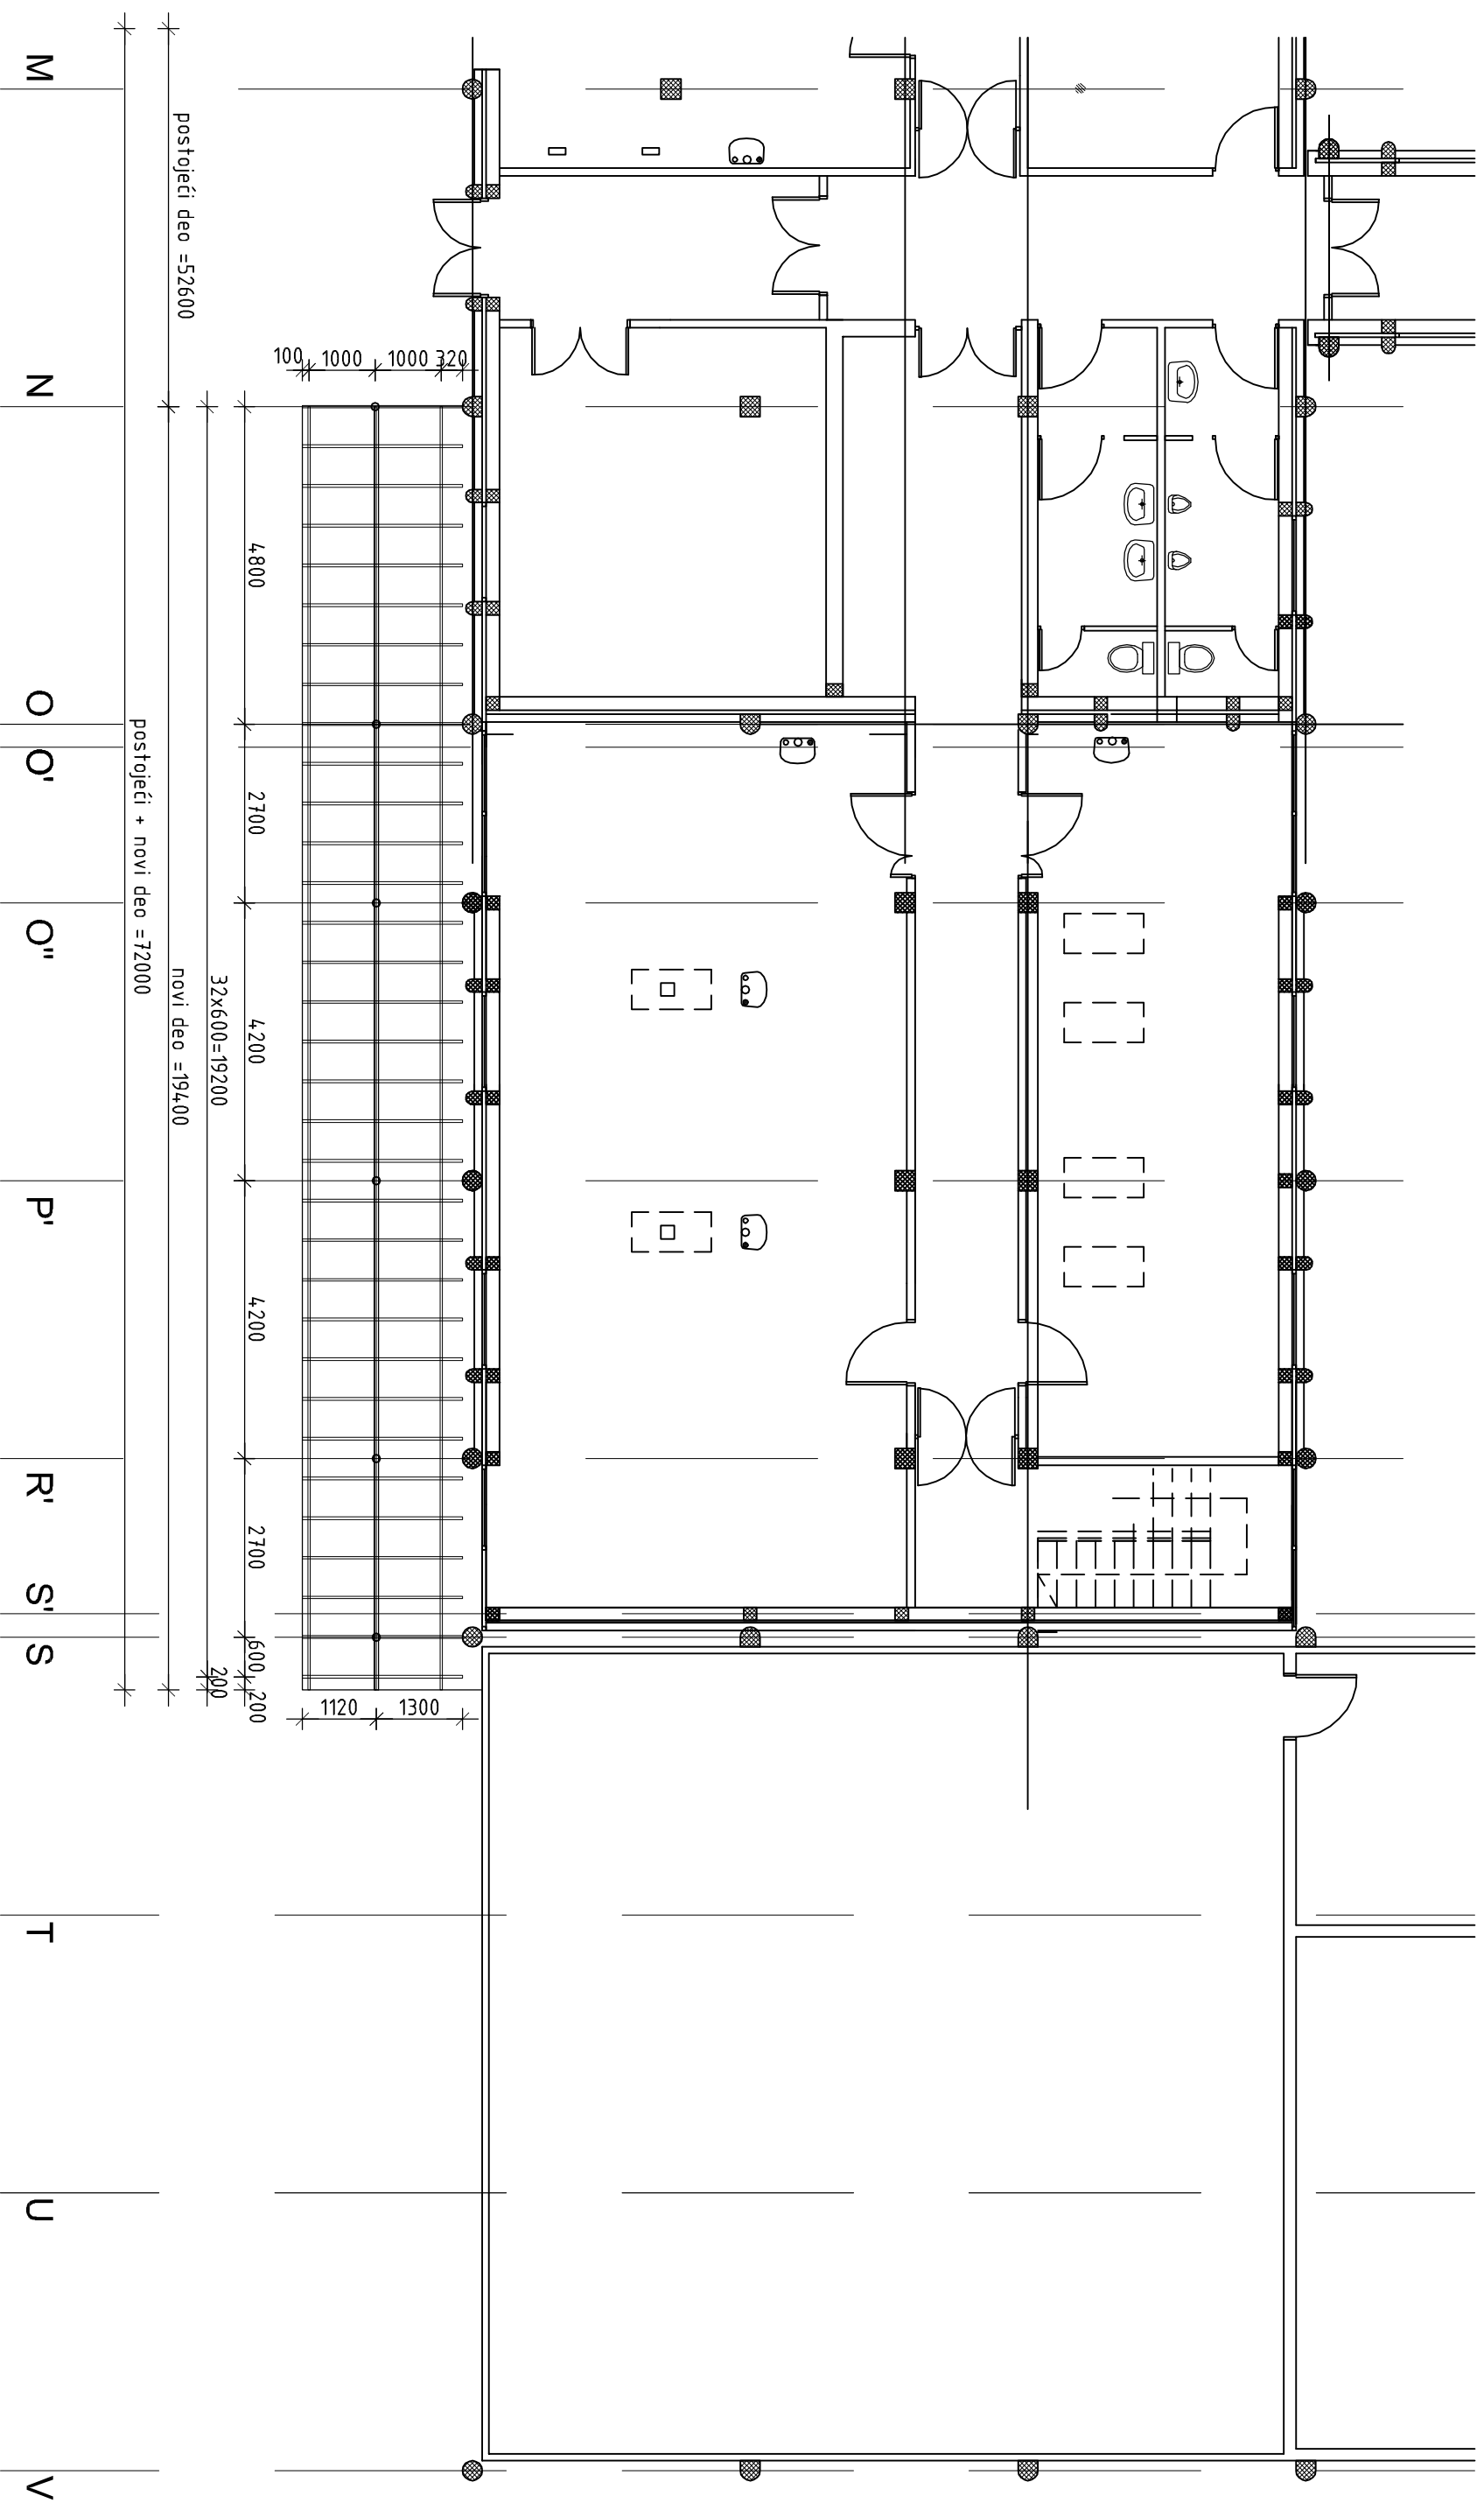 M
N
O
O'
O"
P'
R'
S'
S
T
U
V
postojeći deo =52600
postojeći + novi deo =72000
novi deo =19400
32x600=19200
200
4800
2700
4200
4200
2700
600
200
100
1000
1000
320
1120
1300